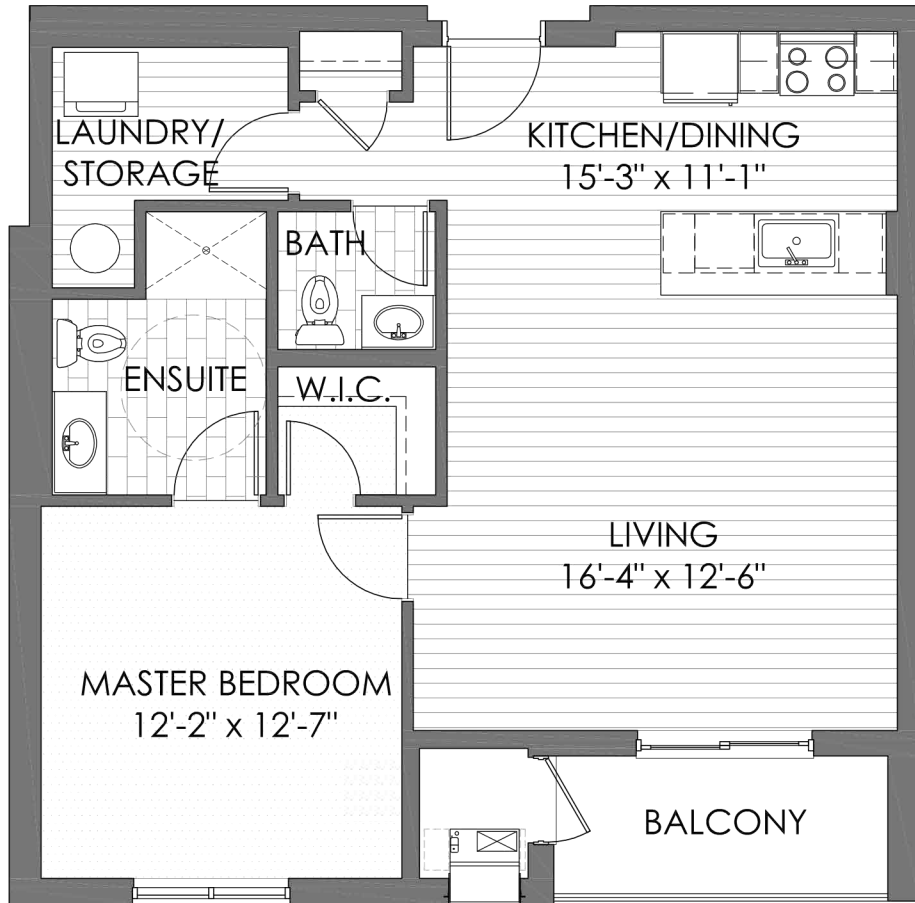 LAUNDRY/
STORAGE
KITCHEN/DINING
15'-3" x 11'-1"
BATH
ENSUITE
W.I.C.
LIVING
16'-4" x 12'-6"
MASTER BEDROOM
12'-2" x 12'-7"
BALCONY